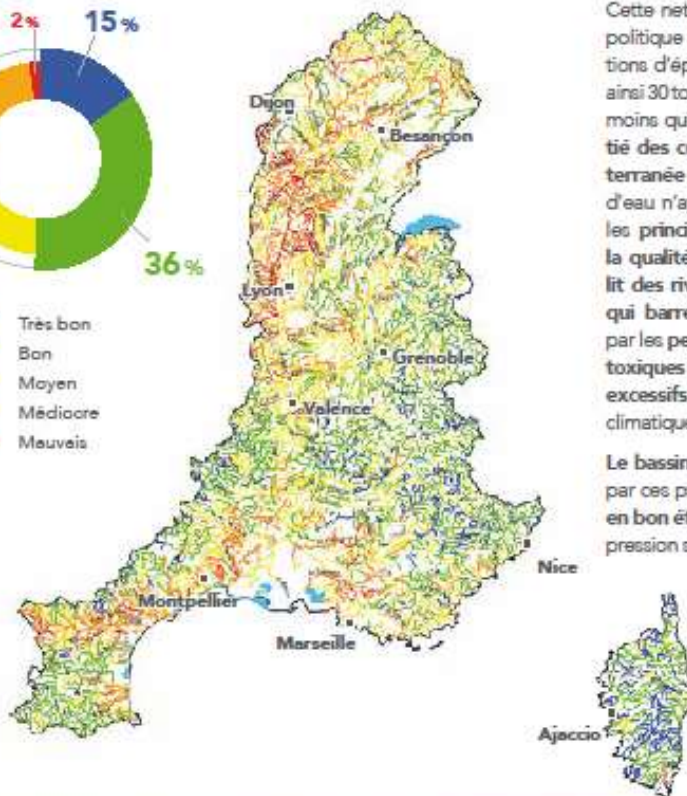 2%
15%
36%
Très bon
Bon
Moyen
Médiocre
Mauvais
Dijon
Besançon
Lyon
Grenoble
Valence
Montpellier
Marseille
Nice
Ajaccio
Cette net
politique
tions d'ép
ainsi 30 to
moins qu
tié des c
terranée
d'eau n'a
les princi
la qualité
lit des riv
qui barre
par les pe
toxiques
excessifs
climatique
Le bassin
par ces p
en bon ét
pression s